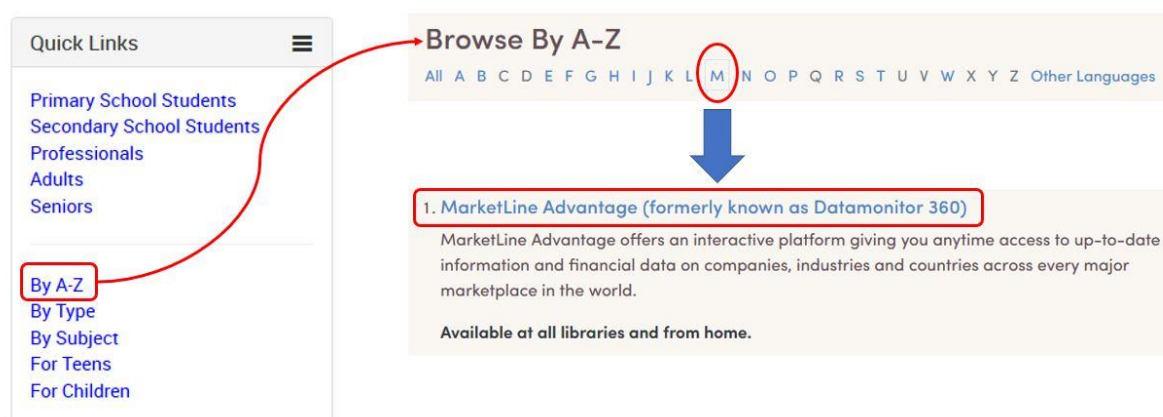 Quick Links
Primary School Students
Secondary School Students
Professionals
Adults
Seniors
By A-Z
By Type
By Subject
For Teens
For Children
Browse By A-Z
All A B C D E F G H I J K L M N O P Q R S T U V W X Y Z Other Languages
1. MarketLine Advantage (formerly known as Datamonitor 360)
MarketLine Advantage offers an interactive platform giving you anytime access to up-to-date
information and financial data on companies, industries and countries across every major
marketplace in the world.
Available at all libraries and from home.